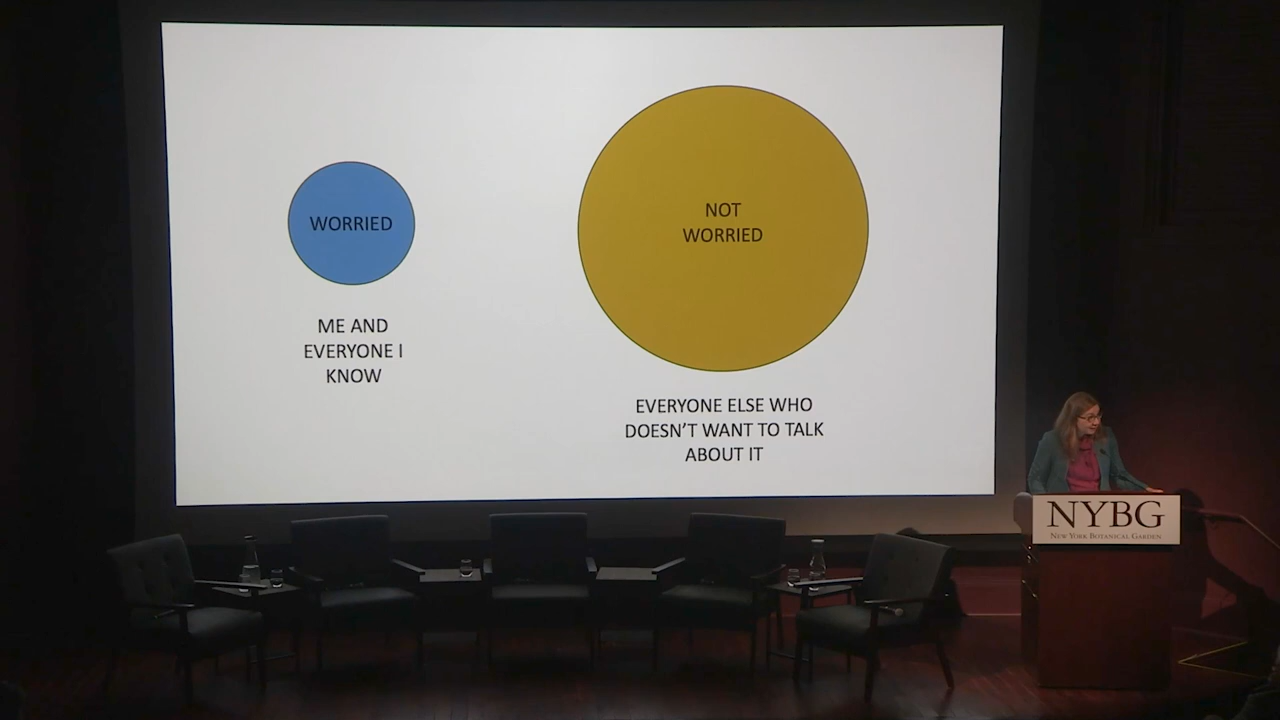 WORRIED
ME AND
EVERYONE I
KNOW
NOT
WORRIED
EVERYONE ELSE WHO
DOESN'T WANT TO TALK
ABOUT IT
NYBG
NEW YORK BOTANICAL GARDEN